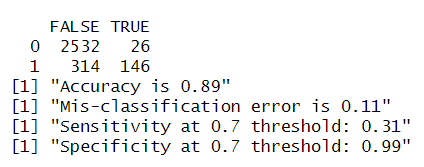 FALSE TRUE
0 2532 26
1 314 146
[1] "Accuracy is 0.89"
[1] "Mis-classification error is 0.11"
[1] "Sensitivity at 0.7 threshold: 0.31"
[1] "Specificity at 0.7 threshold: 0.99"